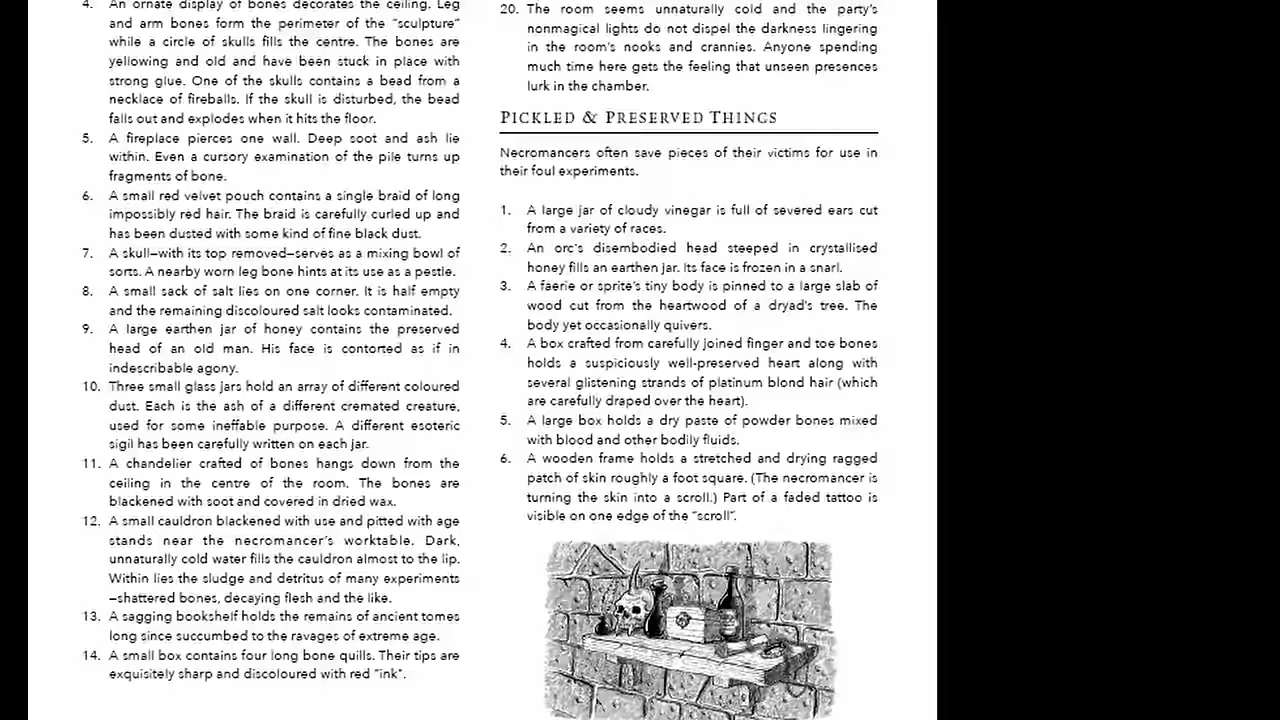 4. An ornate display of bones decorates the ceiling. Leg
and arm bones form the perimeter of the "sculpture"
while a circle of skulls fills the centre. The bones are
yellowing and old and have been stuck in place with
strong glue. One of the skulls contains a bead from a
necklace of fireballs. If the skull is disturbed, the bead
falls out and explodes when it hits the floor.
5. A fireplace pierces one wall. Deep soot and ash lie
within. Even a cursory examination of the pile turns up
fragments of bone.
6. A small red velvet pouch contains a single braid of long
impossibly red hair. The braid is carefully curled up and
has been dusted with some kind of fine black dust.
7. A skull—with its top removed—serves as a mixing bowl of
sorts. A nearby worn leg bone hints at its use as a pestle.
8. A small sack of salt lies on one corner. It is half empty
and the remaining discoloured salt looks contaminated.
9. A large earthen jar of honey contains the preserved
head of an old man. His face is contorted as if in
indescribable agony.
10. Three small glass jars hold an array of different coloured
dust. Each is the ash of a different cremated creature,
used for some ineffable purpose. A different esoteric
sigil has been carefully written on each jar.
11. A chandelier crafted of bones hangs down from the
ceiling in the centre of the room. The bones are
blackened with soot and covered in dried wax.
12. A small cauldron blackened with use and pitted with age
stands near the necromancer's worktable. Dark,
unnaturally cold water fills the cauldron almost to the lip.
Within lies the sludge and detritus of many experiments
—shattered bones, decaying flesh and the like.
13. A sagging bookshelf holds the remains of ancient tomes
long since succumbed to the ravages of extreme age.
14. A small box contains four long bone quills. Their tips are
exquisitely sharp and discoloured with red "ink".
20. The room seems unnaturally cold and the party's
nonmagical lights do not dispel the darkness lingering
in the room's nooks and crannies. Anyone spending
much time here gets the feeling that unseen presences
lurk in the chamber.
PICKLED & PRESERVED THINGS
Necromancers often save pieces of their victims for use in
their foul experiments.
1. A large jar of cloudy vinegar is full of severed ears cut
from a variety of races.
2. An orc's disembodied head steeped in crystallised
honey fills an earthen jar. Its face is frozen in a snarl.
3. A faerie or sprite's tiny body is pinned to a large slab of
wood cut from the heartwood of a dryad's tree. The
body yet occasionally quivers.
4. A box crafted from carefully joined finger and toe bones
holds a suspiciously well-preserved heart along with
several glistening strands of platinum blond hair (which
are carefully draped over the heart).
5. A large box holds a dry paste of powder bones mixed
with blood and other bodily fluids.
6. A wooden frame holds a stretched and drying ragged
patch of skin roughly a foot square. (The necromancer is
turning the skin into a scroll.) Part of a faded tattoo is
visible on one edge of the "scroll".